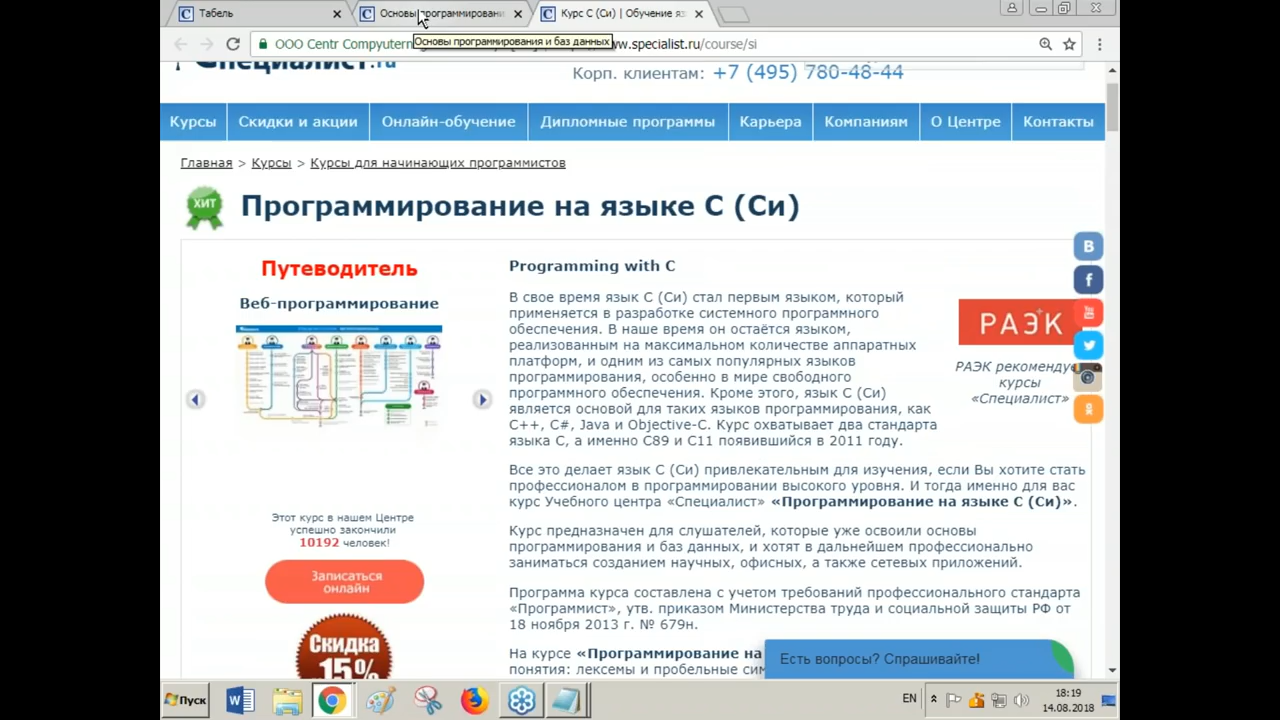 Табель
Основы программировани
Курс C (Си) | Обучение яз
ООО Centr Compyutern
ww.specialist.ru/course/si
Основы программирования и баз данных
Специалист.ru
Корп. клиентам: +7 (495) 780-48-44
Курсы
Скидки и акции
Онлайн-обучение
Дипломные программы
Карьера
Компаниям
О Центре
Контакты
Главная > Курсы > Курсы для начинающих программистов
ХИТ
Программирование на языке C (Си)
Путеводитель
Веб-программирование
Этот курс в нашем Центре
успешно закончили
10192 человек!
Записаться
онлайн
Скидка
15%
Programming with C
В свое время язык C (Си) стал первым языком, который
применяется в разработке системного программного
обеспечения. В наше время он остаётся языком,
реализованным на максимальном количестве аппаратных
платформ, и одним из самых популярных языков
программирования, особенно в мире свободного
программного обеспечения. Кроме этого, язык C (Си)
является основой для таких языков программирования, как
C++, C#, Java и Objective-C. Курс охватывает два стандарта
языка C, а именно C89 и C11 появившийся в 2011 году.
Все это делает язык C (Си) привлекательным для изучения, если Вы хотите стать
профессионалом в программировании высокого уровня. И тогда именно для вас
курс Учебного центра «Специалист» «Программирование на языке C (Си)».
Курс предназначен для слушателей, которые уже освоили основы
программирования и баз данных, и хотят в дальнейшем профессионально
заниматься созданием научных, офисных, а также сетевых приложений.
Программа курса составлена с учетом требований профессионального стандарта
«Программист», утв. приказом Министерства труда и социальной защиты РФ от
18 ноября 2013 г. № 679н.
На курсе «Программирование на
понятия: лексемы и пробельные сим
РАЭК
РАЭК рекомендуе
курсы
«Специалист»
Есть вопросы? Спрашивайте!
Пуск
EN
18:19
14.08.2018